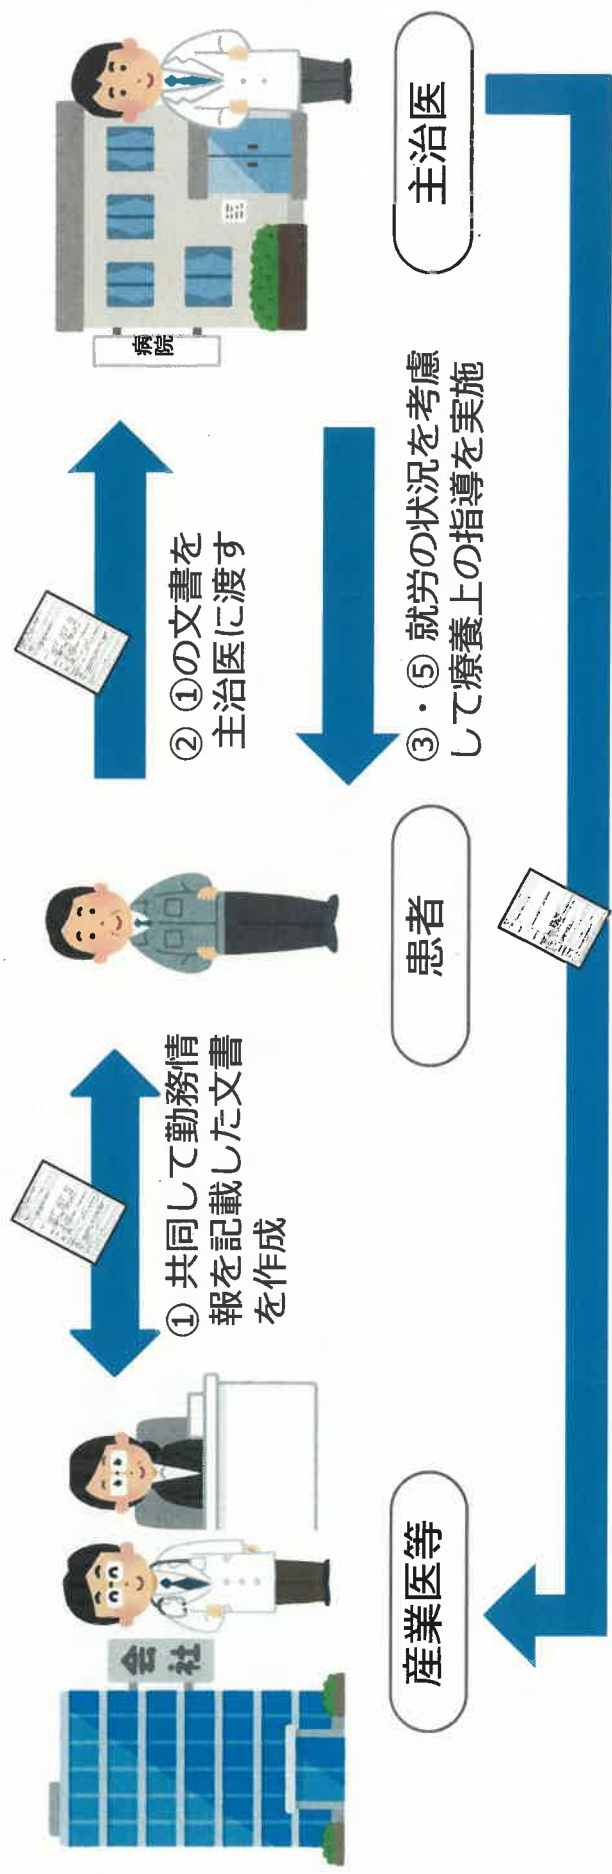 会社
病院
① 共同して勤務情
報を記載した文書
を作成
② ①の文書を
主治医に渡す
③・⑤ 就労の状況を考慮
して療養上の指導を実施
産業医等
患者
主治医